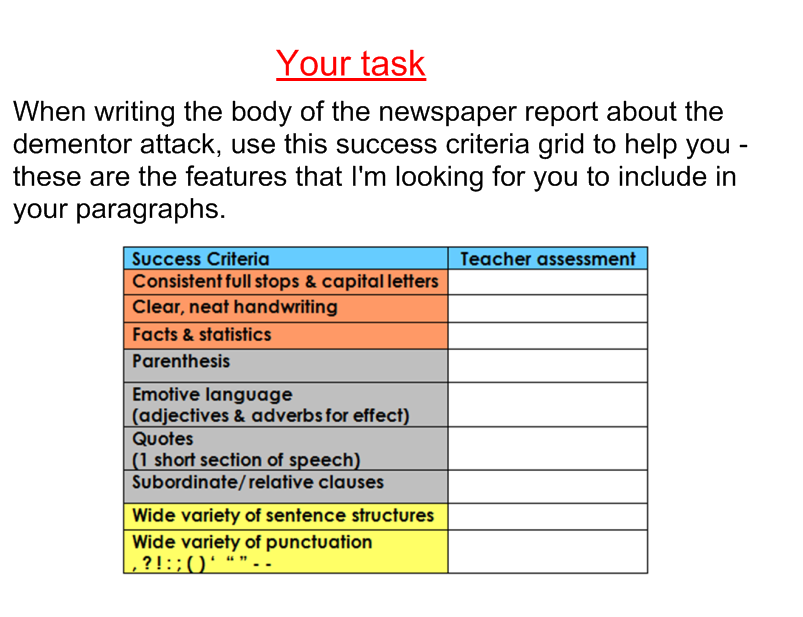 Your task
When writing the body of the newspaper report about the
dementor attack, use this success criteria grid to help you -
these are the features that I'm looking for you to include in
your paragraphs.
Success Criteria Teacher assessment
Consistent full stops & capital letters
Clear, neat handwriting
Facts & statistics
Parenthesis
Emotive language
(adjectives & adverbs for effect)
Quotes
(1 short section of speech)
Subordinate/ relative clauses
Wide variety of sentence structures
Wide variety of punctuation
, ? ! : ; ( ) ‘ “ ” - -